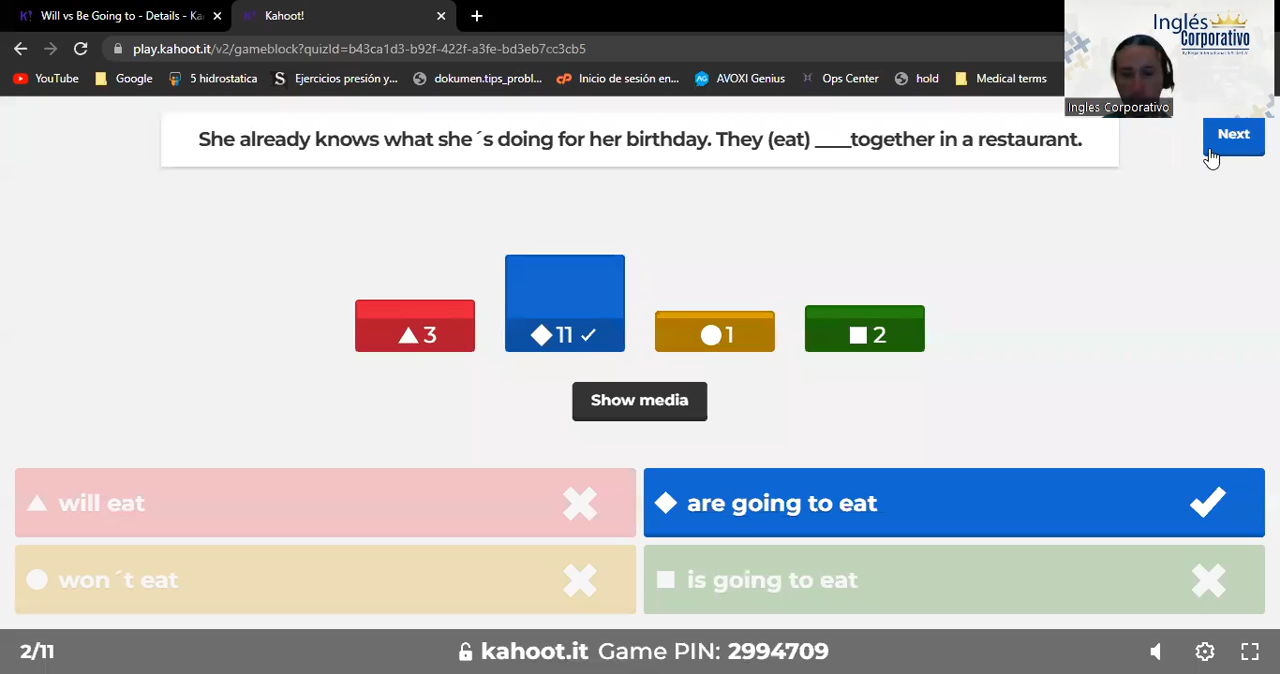 Will vs Be Going to - Details - Ka
Kahoot!
play.kahoot.it/v2/gameblock?quizId=b43ca1d3-b92f-422f-a3fe-bd3eb7cc3cb5
YouTube
Google
5 hidrostatica
Ejercicios presión y...
dokumen.tips_probl...
Inicio de sesión en...
AVOXI Genius
Ops Center
hold
Medical terms
Inglés
Corporativo
Ingles Corporativo
She already knows what she´s doing for her birthday. They (eat) ____together in a restaurant.
Next
3
11
1
2
Show media
will eat
are going to eat
won´t eat
is going to eat
2/11
kahoot.it Game PIN: 2994709